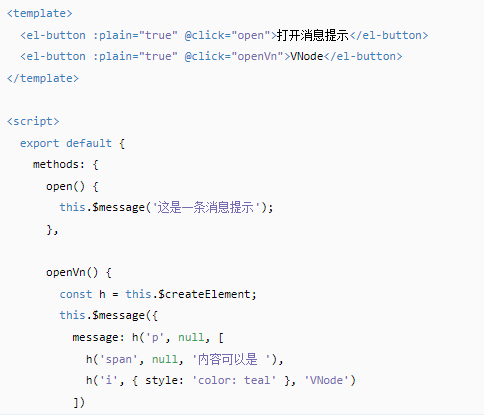 <template>
  <el-button :plain="true" @click="open">打开消息提示</el-button>
  <el-button :plain="true" @click="openVn">VNode</el-button>
</template>

<script>
  export default {
    methods: {
      open() {
        this.$message('这是一条消息提示');
      },

      openVn() {
        const h = this.$createElement;
        this.$message({
          message: h('p', null, [
            h('span', null, '内容可以是 '),
            h('i', { style: 'color: teal' }, 'VNode')
          ])